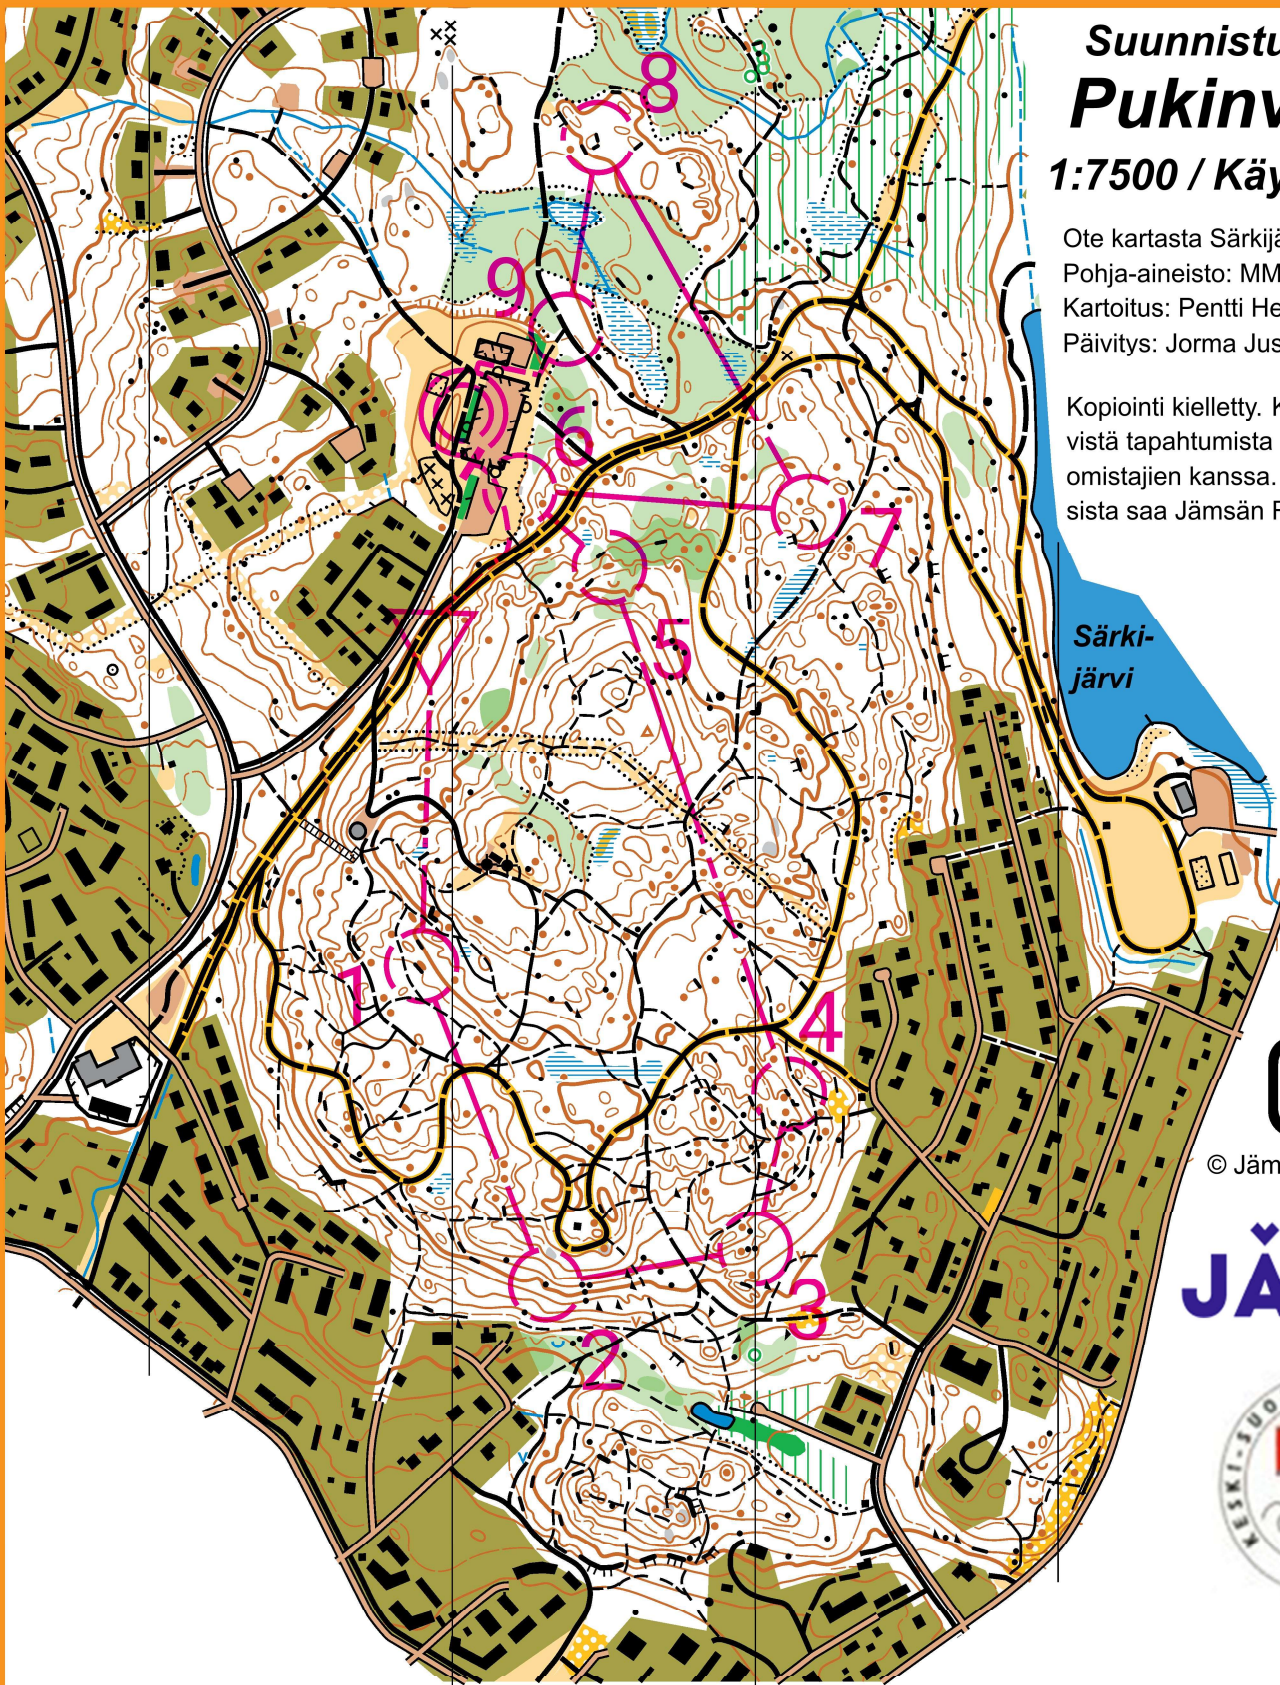 Suunnistu
Pukinv
1:7500 / Käy
Ote kartasta Särkijä
Pohja-aineisto: MM
Kartoitus: Pentti He
Päivitys: Jorma Jus
Kopiointi kielletty. K
vistä tapahtumista
omistajien kanssa.
sista saa Jämsän R
8
9
6
7
5
Särki-
järvi
1
4
© Jäm
JÄ
3
2
KESKI-SUO